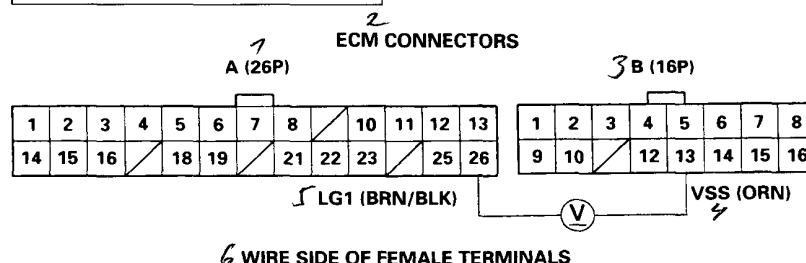 2
ECM CONNECTORS
1
A (26P)
3 B (16P)
1 2 3 4 5 6 7 8 10 11 12 13
1 2 3 4 5 6 7 8
14 15 16 18 19 21 22 23 25 26
9 10 12 13 14 15 16
5 LG1 (BRN/BLK)
V
VSS (ORN)
4
6 WIRE SIDE OF FEMALE TERMINALS